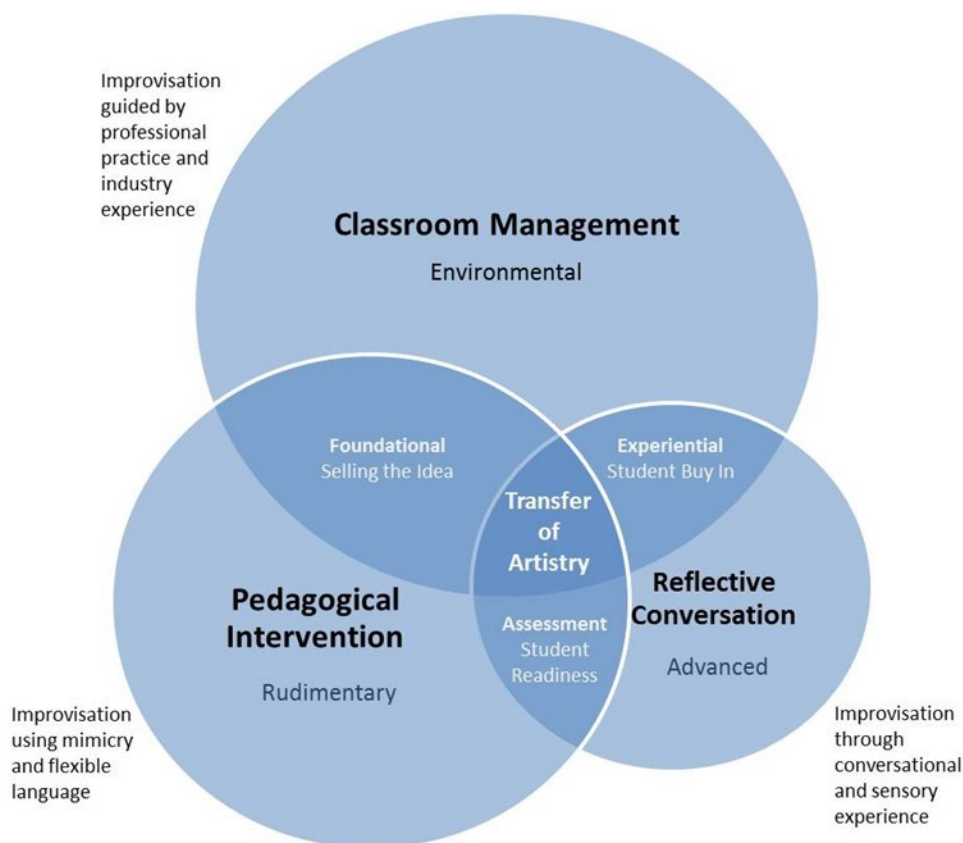 Improvisation
guided by
professional
practice and
industry
experience
Classroom Management
Environmental
Foundational
Selling the Idea
Experiential
Student Buy In
Transfer
of
Artistry
Pedagogical
Intervention
Rudimentary
Reflective
Conversation
Advanced
Assessment
Student
Readiness
Improvisation
using mimicry
and flexible
language
Improvisation
through
conversational
and sensory
experience